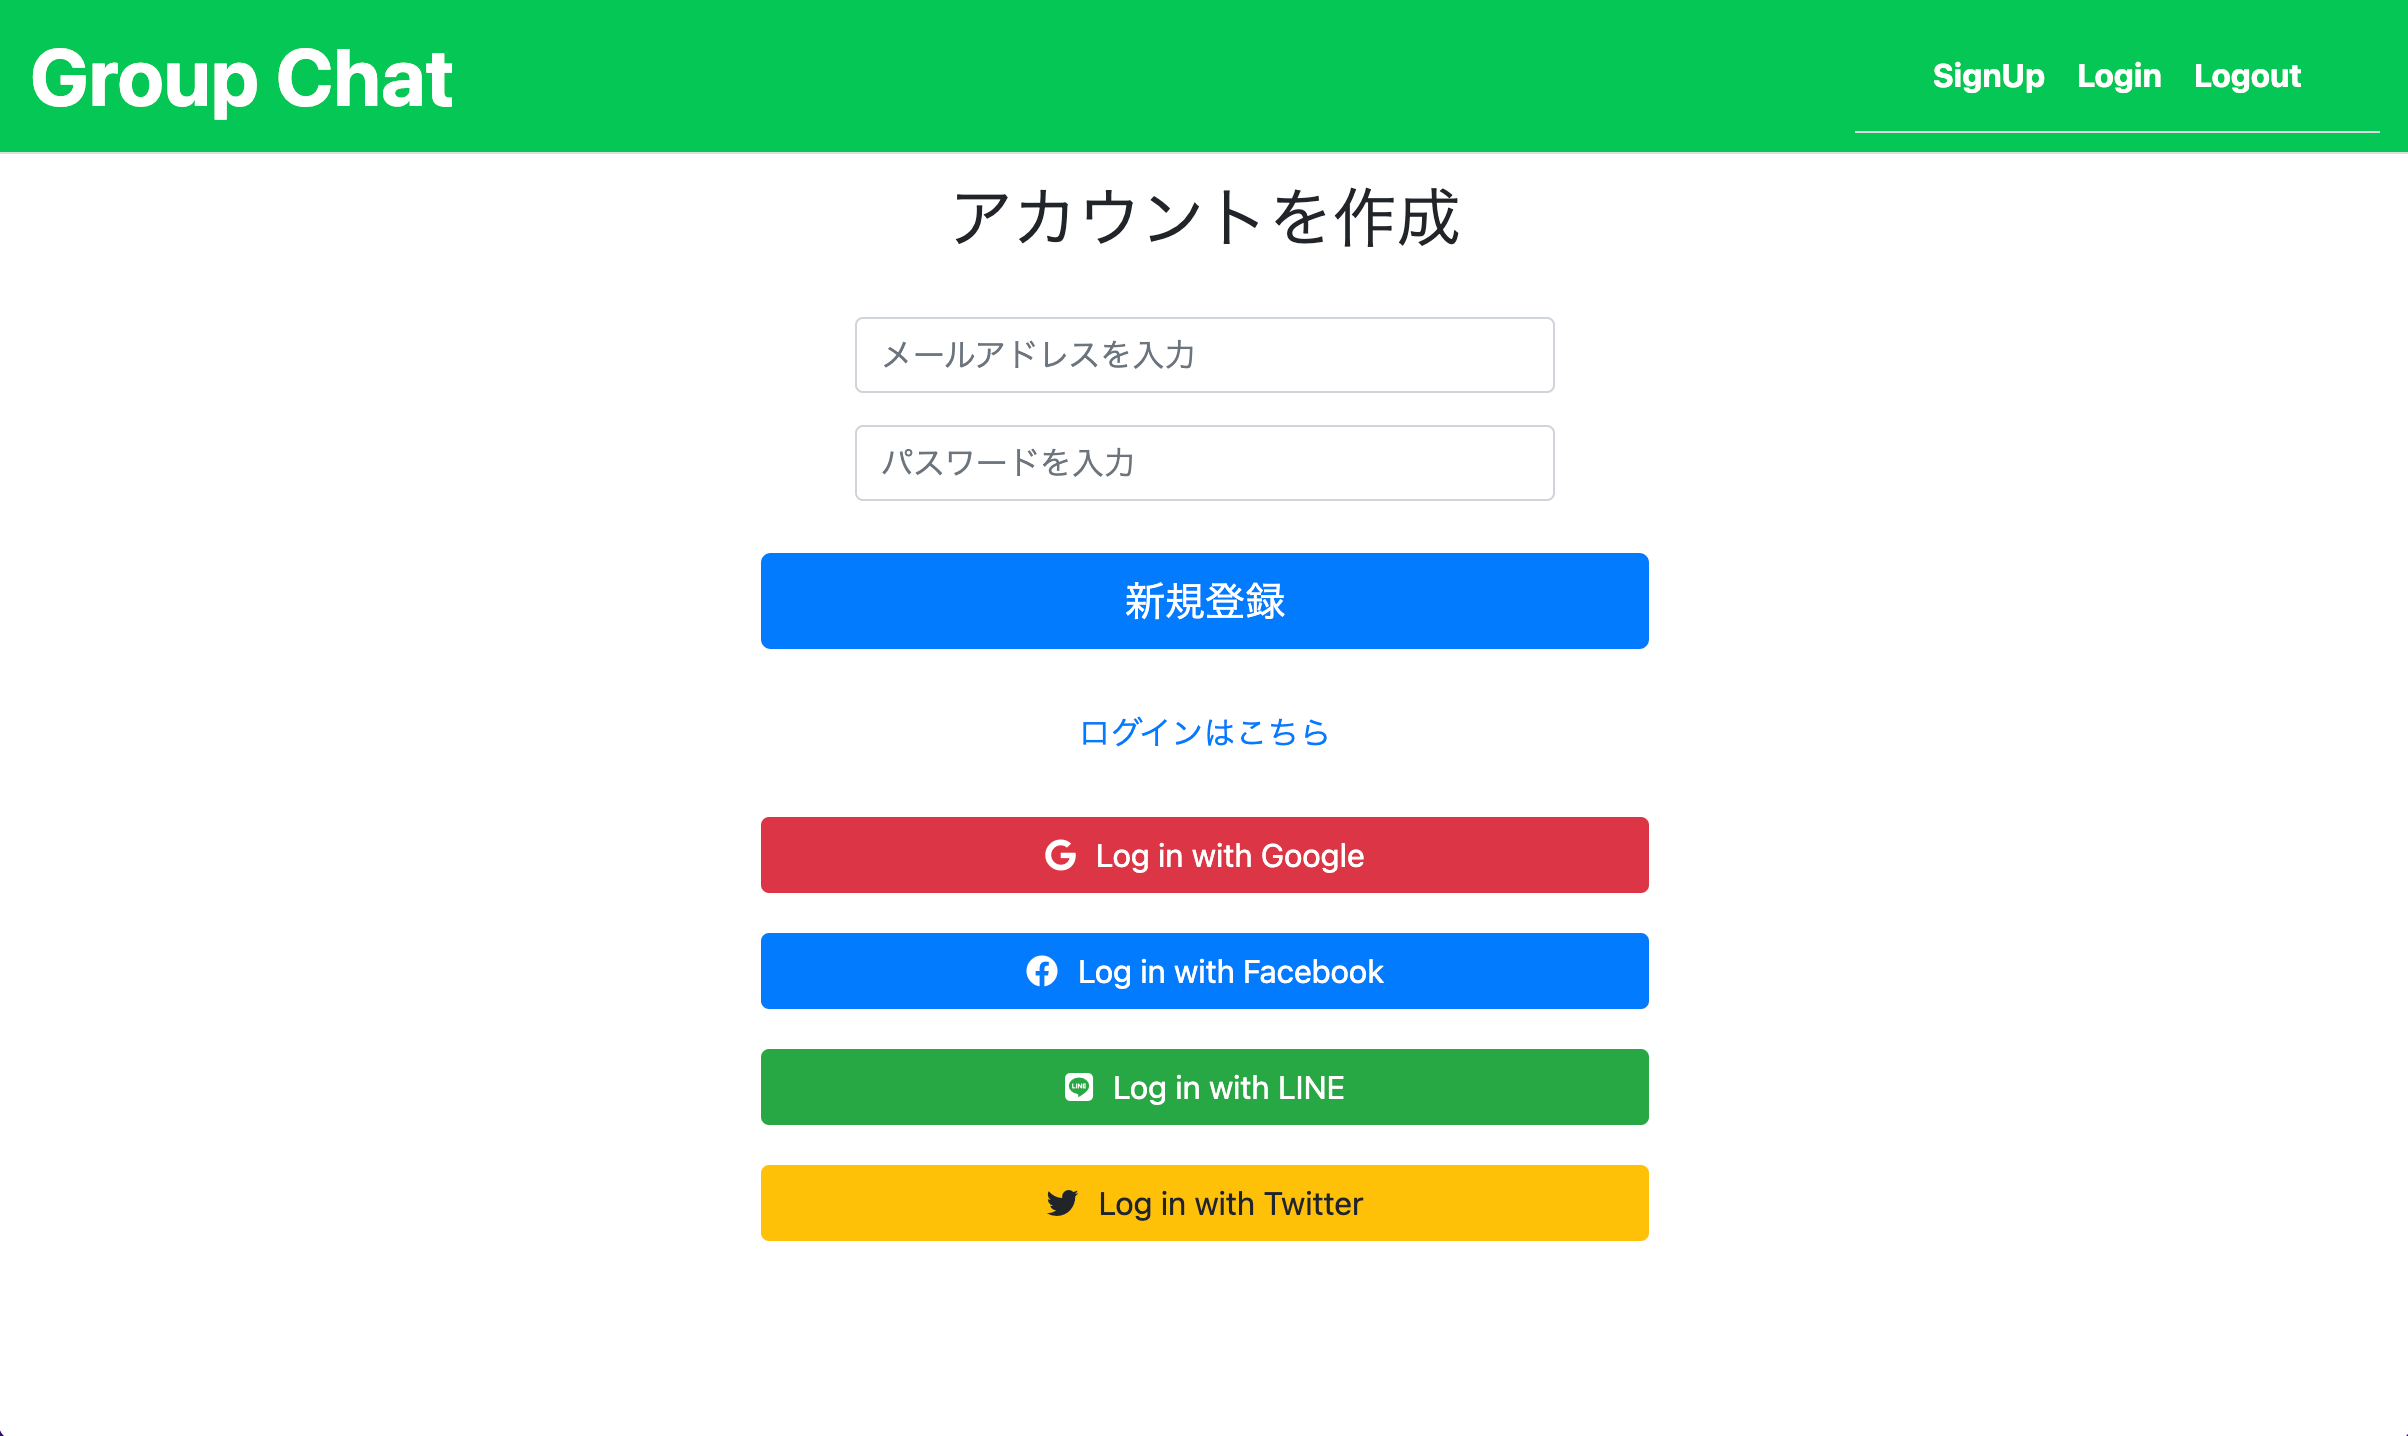 Group Chat
SignUp Login Logout
アカウントを作成
メールアドレスを入力
パスワードを入力
新規登録
ログインはこちら
Log in with Google
Log in with Facebook
LINE Log in with LINE
Log in with Twitter